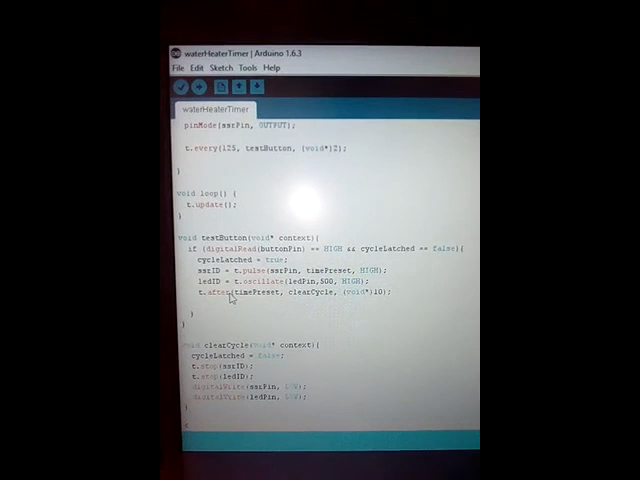 waterHeaterTimer | Arduino 1.6.3
File Edit Sketch Tools Help
waterHeaterTimer
pinMode(ssrPin, OUTPUT);
t.every(125, testButton, (void*)2);
}
void loop() {
t.update();
}
void testButton(void* context){
if (digitalRead(buttonPin) == HIGH && cycleLatched == false){
cycleLatched = true;
ssrID = t.pulse(ssrPin, timePreset, HIGH);
ledID = t.oscillate(ledPin,500, HIGH);
t.after(timePreset, clearCycle, (void*)10);
}
}
void clearCycle(void* context){
cycleLatched = false;
t.stop(ssrID);
t.stop(ledID);
digitalWrite(ssrPin, LOW);
digitalWrite(ledPin, LOW);
}